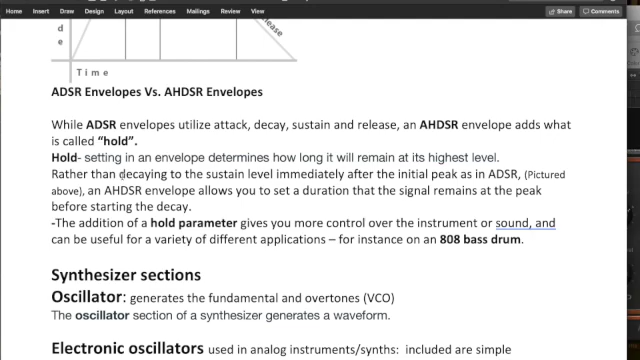 Home Insert Draw Design Layout References Mailings Review View Share Comments
d
e
elease
Time
ADSR Envelopes Vs. AHDSR Envelopes
While ADSR envelopes utilize attack, decay, sustain and release, an AHDSR envelope adds what
is called “hold”.
Hold- setting in an envelope determines how long it will remain at its highest level.
Rather than decaying to the sustain level immediately after the initial peak as in ADSR, (Pictured
above), an AHDSR envelope allows you to set a duration that the signal remains at the peak
before starting the decay.
-The addition of a hold parameter gives you more control over the instrument or sound, and
can be useful for a variety of different applications – for instance on an 808 bass drum.
Synthesizer sections
Oscillator: generates the fundamental and overtones (VCO)
The oscillator section of a synthesizer generates a waveform.
Electronic oscillators used in analog instruments/synths: included are simple